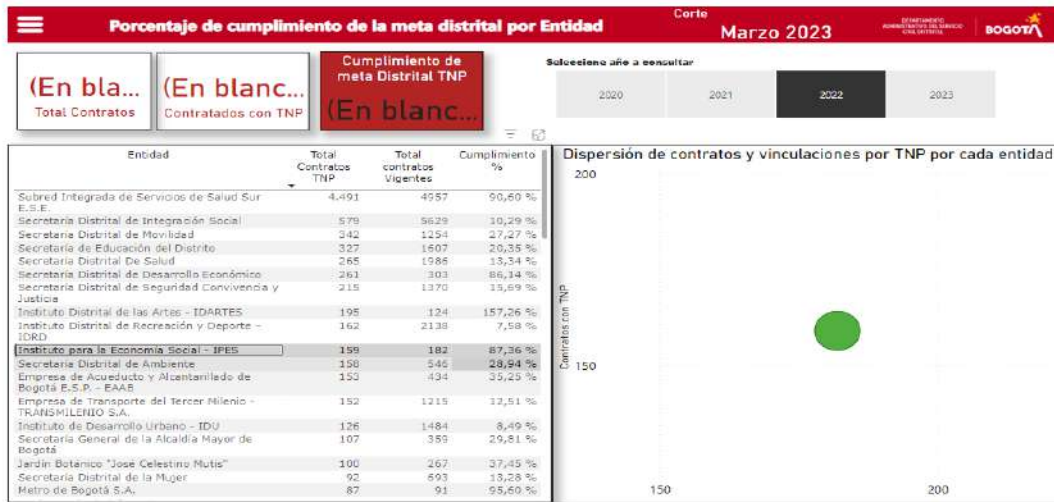 Porcentaje de cumplimiento de la meta distrital por Entidad
Corte
Marzo 2023
DEPARTAMENTO
ADMINISTRATIVO DEL SERVICIO
CIVIL DISTRITAL
BOGOTÁ
(En bla...
Total Contratos
(En blanc...
Contratados con TNP
Cumplimiento de
meta Distrital TNP
(En blanc...
Seleccione año a consultar
2020 2021 2022 2023
Entidad Total Contratos TNP Total contratos Vigentes Cumplimiento %
Subred Integrada de Servicios de Salud Sur E.S.E. 4.491 4957 90,60 %
Secretaría Distrital de Integración Social 579 5629 10,29 %
Secretaría Distrital de Movilidad 342 1254 27,27 %
Secretaría de Educación del Distrito 327 1607 20,35 %
Secretaría Distrital De Salud 265 1986 13,34 %
Secretaría Distrital de Desarrollo Económico 261 303 86,14 %
Secretaría Distrital de Seguridad Convivencia y Justicia 215 1370 15,69 %
Instituto Distrital de las Artes - IDARTES 195 124 157,26 %
Instituto Distrital de Recreación y Deporte - IDRD 162 2138 7,58 %
Instituto para la Economía Social - IPES 159 182 87,36 %
Secretaría Distrital de Ambiente 158 546 28,94 %
Empresa de Acueducto y Alcantarillado de Bogotá E.S.P. - EAAB 153 434 35,25 %
Empresa de Transporte del Tercer Milenio - TRANSMILENIO S.A. 152 1215 12,51 %
Instituto de Desarrollo Urbano - IDU 126 1484 8,49 %
Secretaría General de la Alcaldía Mayor de Bogotá 107 359 29,81 %
Jardín Botánico "José Celestino Mutis" 100 267 37,45 %
Secretaría Distrital de la Mujer 92 693 13,28 %
Metro de Bogotá S.A. 87 91 95,60 %
Dispersión de contratos y vinculaciones por TNP por cada entidad
200
Contratos con TNP
150
150 200